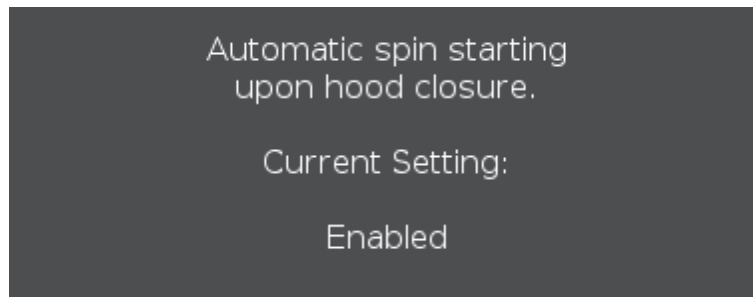 Automatic spin starting
upon hood closure.
Current Setting:
Enabled